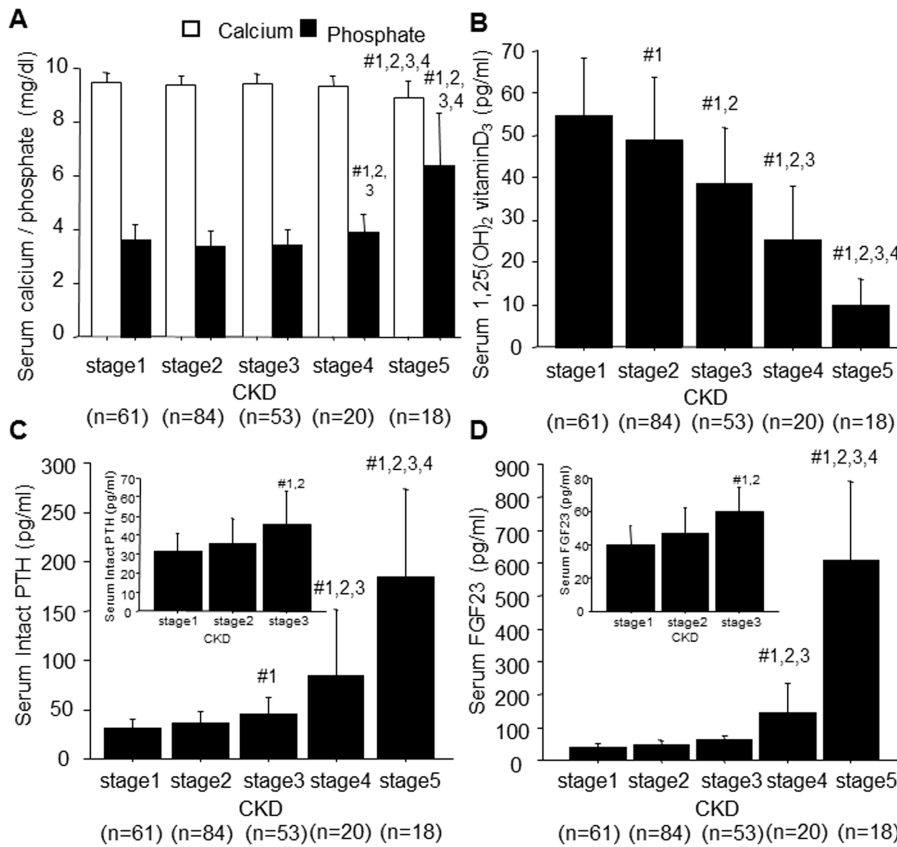 A
Calcium Phosphate
Serum calcium / phosphate (mg/dl)
10
8
6
4
2
0
#1,2,3,4
#1,2,
3,4
#1,2,
3
stage1 stage2 stage3 stage4 stage5
CKD
(n=61) (n=84) (n=53) (n=20) (n=18)
B
Serum 1,25(OH)2 vitaminD3 (pg/ml)
70
60
50
40
30
20
10
0
#1
#1,2
#1,2,3
#1,2,3,4
stage1 stage2 stage3 stage4 stage5
CKD
(n=61) (n=84) (n=53) (n=20) (n=18)
C
Serum Intact PTH (pg/ml)
300
250
200
150
100
50
0
#1
#1,2,3
#1,2,3,4
Serum Intact PTH (pg/ml)
70
60
50
40
30
20
10
0
#1,2
stage1 stage2 stage3
CKD
stage1 stage2 stage3 stage4 stage5
CKD
(n=61) (n=84) (n=53) (n=20) (n=18)
D
Serum FGF23 (pg/ml)
900
800
700
600
500
400
300
200
100
0
#1,2,3
#1,2,3,4
Serum FGF23 (pg/ml)
80
60
40
20
0
#1,2
stage1 stage2 stage3
CKD
stage1 stage2 stage3 stage4 stage5
CKD
(n=61) (n=84) (n=53) (n=20) (n=18)